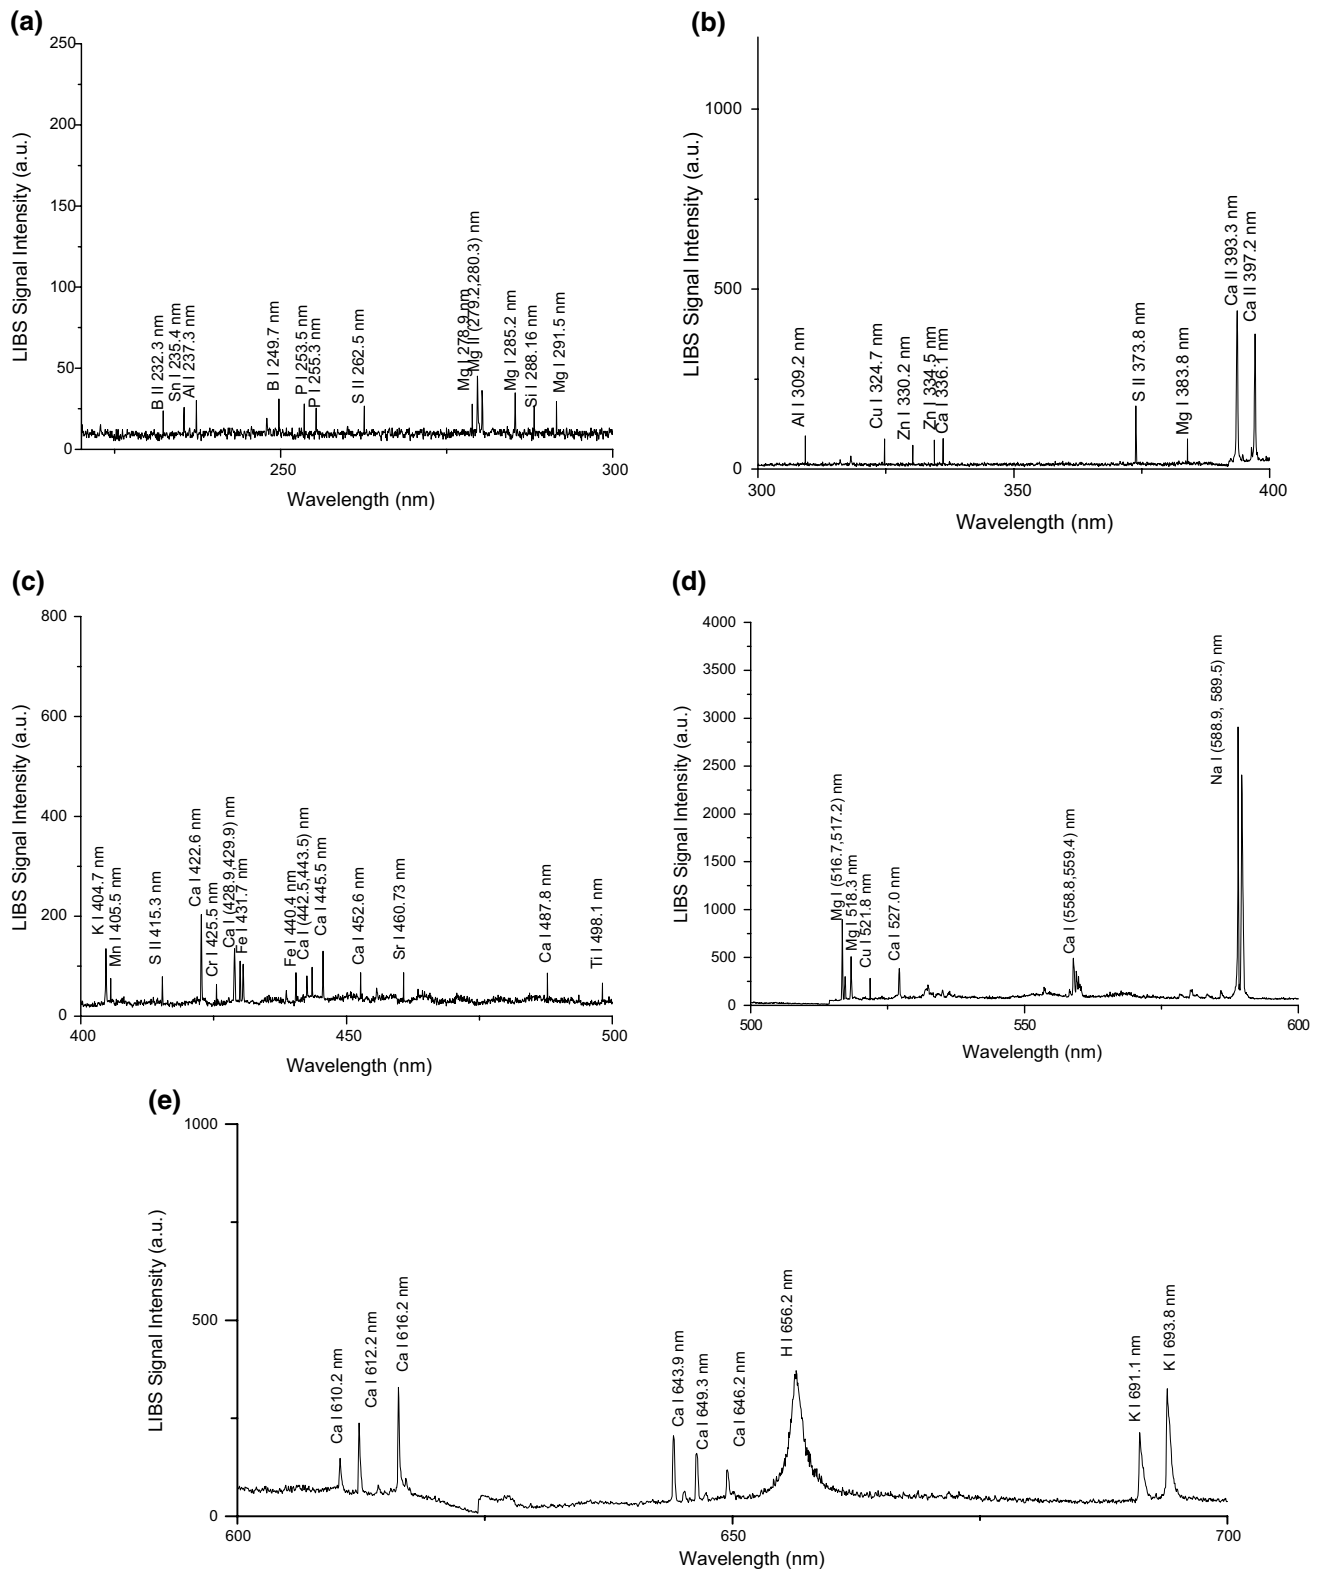 (a)
250
200
150
100
50
0
LIBS Signal Intensity (a.u.)
B II 232.3 nm
Sn I 235.4 nm
Al I 237.3 nm
B I 249.7 nm
P I 253.5 nm
P I 255.3 nm
S II 262.5 nm
Mg I 278.9 nm
Mg II (279.2,280.3) nm
Mg I 285.2 nm
Si I 288.16 nm
Mg I 291.5 nm
250
300
Wavelength (nm)
(b)
1000
500
0
LIBS Signal Intensity (a.u.)
Al I 309.2 nm
Cu I 324.7 nm
Zn I 330.2 nm
Zn I 334.5 nm
Ca I 336.1 nm
S II 373.8 nm
Mg I 383.8 nm
Ca II 393.3 nm
Ca II 397.2 nm
300
350
400
Wavelength (nm)
(c)
800
600
400
200
0
LIBS Signal Intensity (a.u.)
K I 404.7 nm
Mn I 405.5 nm
S II 415.3 nm
Ca I 422.6 nm
Cr I 425.5 nm
Ca I (428.9,429.9) nm
Fe I 431.7 nm
Fe I 440.4 nm
Ca I (442.5,443.5) nm
Ca I 445.5 nm
Ca I 452.6 nm
Sr I 460.73 nm
Ca I 487.8 nm
Ti I 498.1 nm
400
450
500
Wavelength (nm)
(d)
4000
3500
3000
2500
2000
1500
1000
500
0
LIBS Signal Intensity (a.u.)
Mg I (516.7,517.2) nm
Mg I 518.3 nm
Cu I 521.8 nm
Ca I 527.0 nm
Ca I (558.8,559.4) nm
Na I (588.9, 589.5) nm
500
550
600
Wavelength (nm)
(e)
1000
500
0
LIBS Signal Intensity (a.u.)
Ca I 610.2 nm
Ca I 612.2 nm
Ca I 616.2 nm
Ca I 643.9 nm
Ca I 649.3 nm
Ca I 646.2 nm
H I 656.2 nm
K I 691.1 nm
K I 693.8 nm
600
650
700
Wavelength (nm)